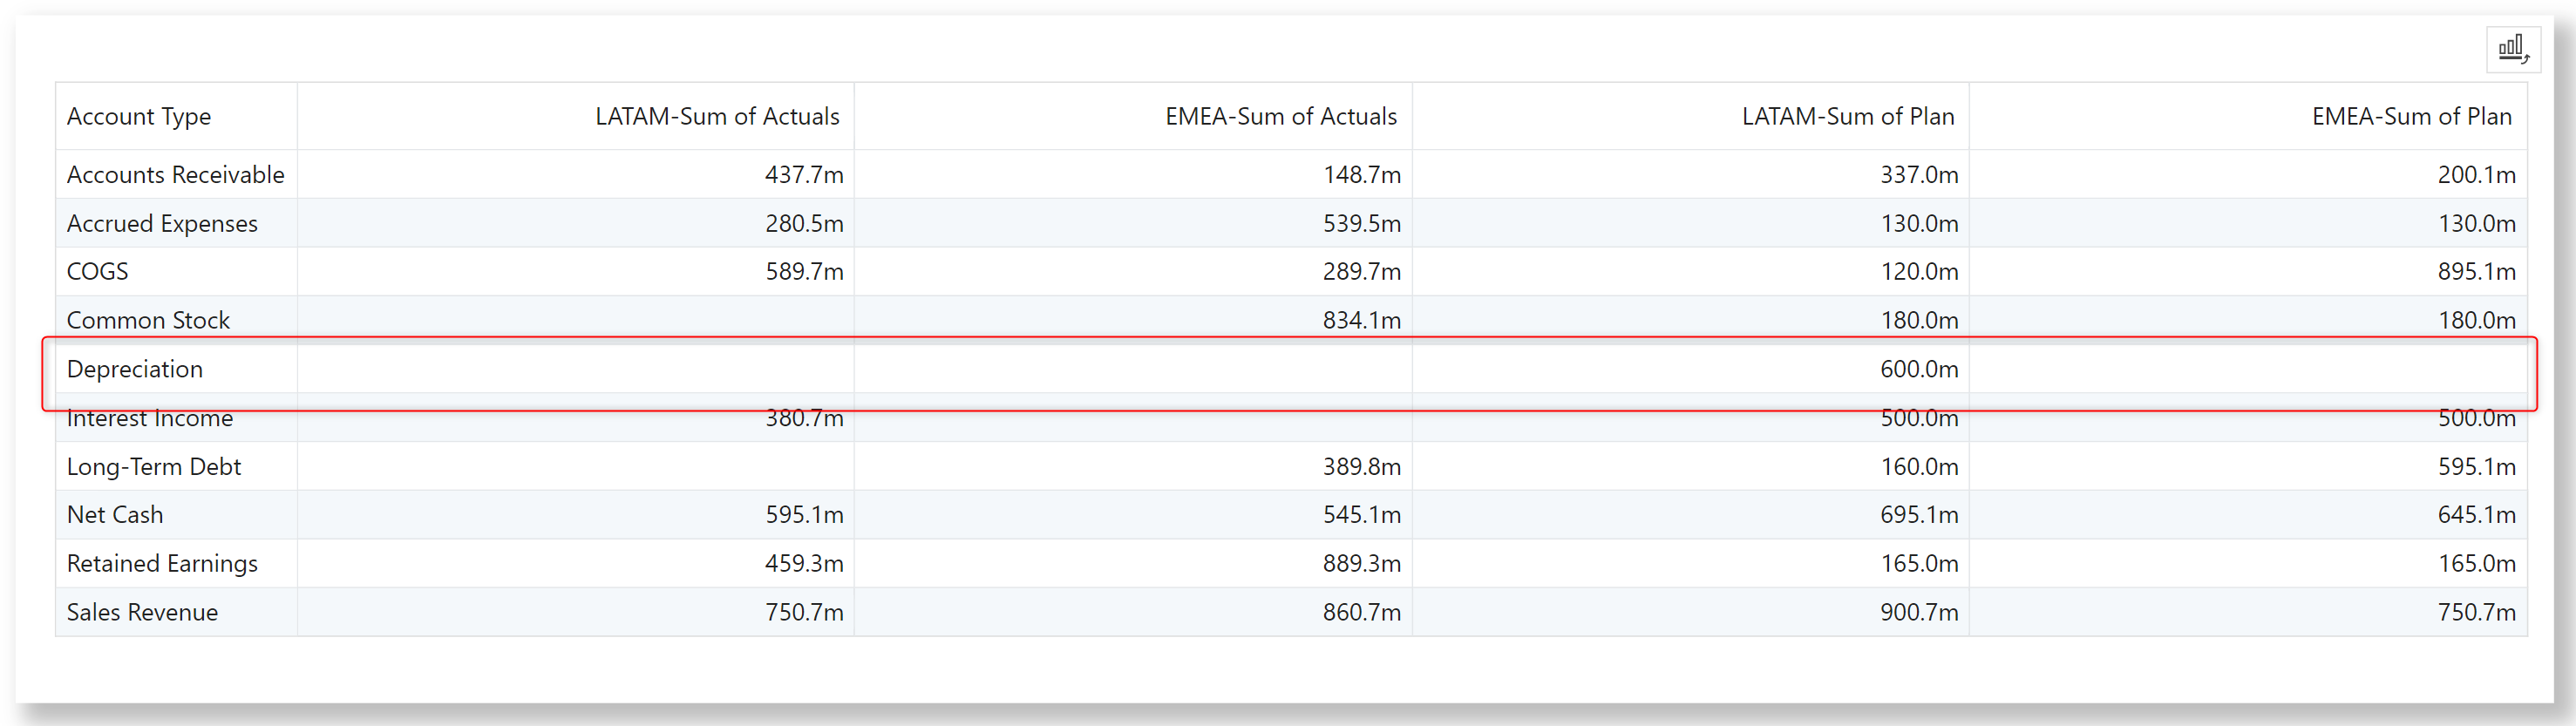 Account Type LATAM-Sum of Actuals EMEA-Sum of Actuals LATAM-Sum of Plan EMEA-Sum of Plan
Accounts Receivable 437.7m 148.7m 337.0m 200.1m
Accrued Expenses 280.5m 539.5m 130.0m 130.0m
COGS 589.7m 289.7m 120.0m 895.1m
Common Stock 834.1m 180.0m 180.0m
Depreciation 600.0m
Interest Income 380.7m 500.0m 500.0m
Long-Term Debt 389.8m 160.0m 595.1m
Net Cash 595.1m 545.1m 695.1m 645.1m
Retained Earnings 459.3m 889.3m 165.0m 165.0m
Sales Revenue 750.7m 860.7m 900.7m 750.7m